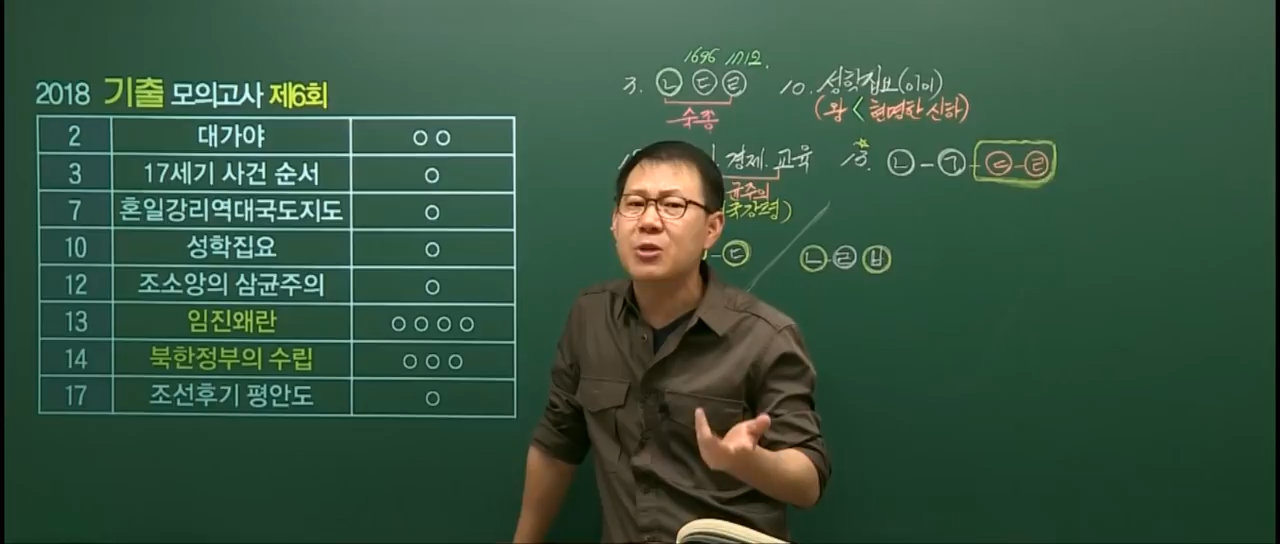 2018 기출 모의고사 제6회
2 대가야 ○○
3 17세기 사건 순서 ○
7 혼일강리역대국도지도 ○
10 성학집요 ○
12 조소앙의 삼균주의 ○
13 임진왜란 ○○○○
14 북한정부의 수립 ○○○
17 조선후기 평안도 ○
1696 1712.
3. ㄴ ㄷ ㄹ
숙종
10. 성학집요(이이)
(왕 < 현명한 신하)
경제. 교육
균주의
13. ㄴ - ㄱ - ㄷ - ㄹ
- ㄷ
ㄴ ㄹ ㅂ